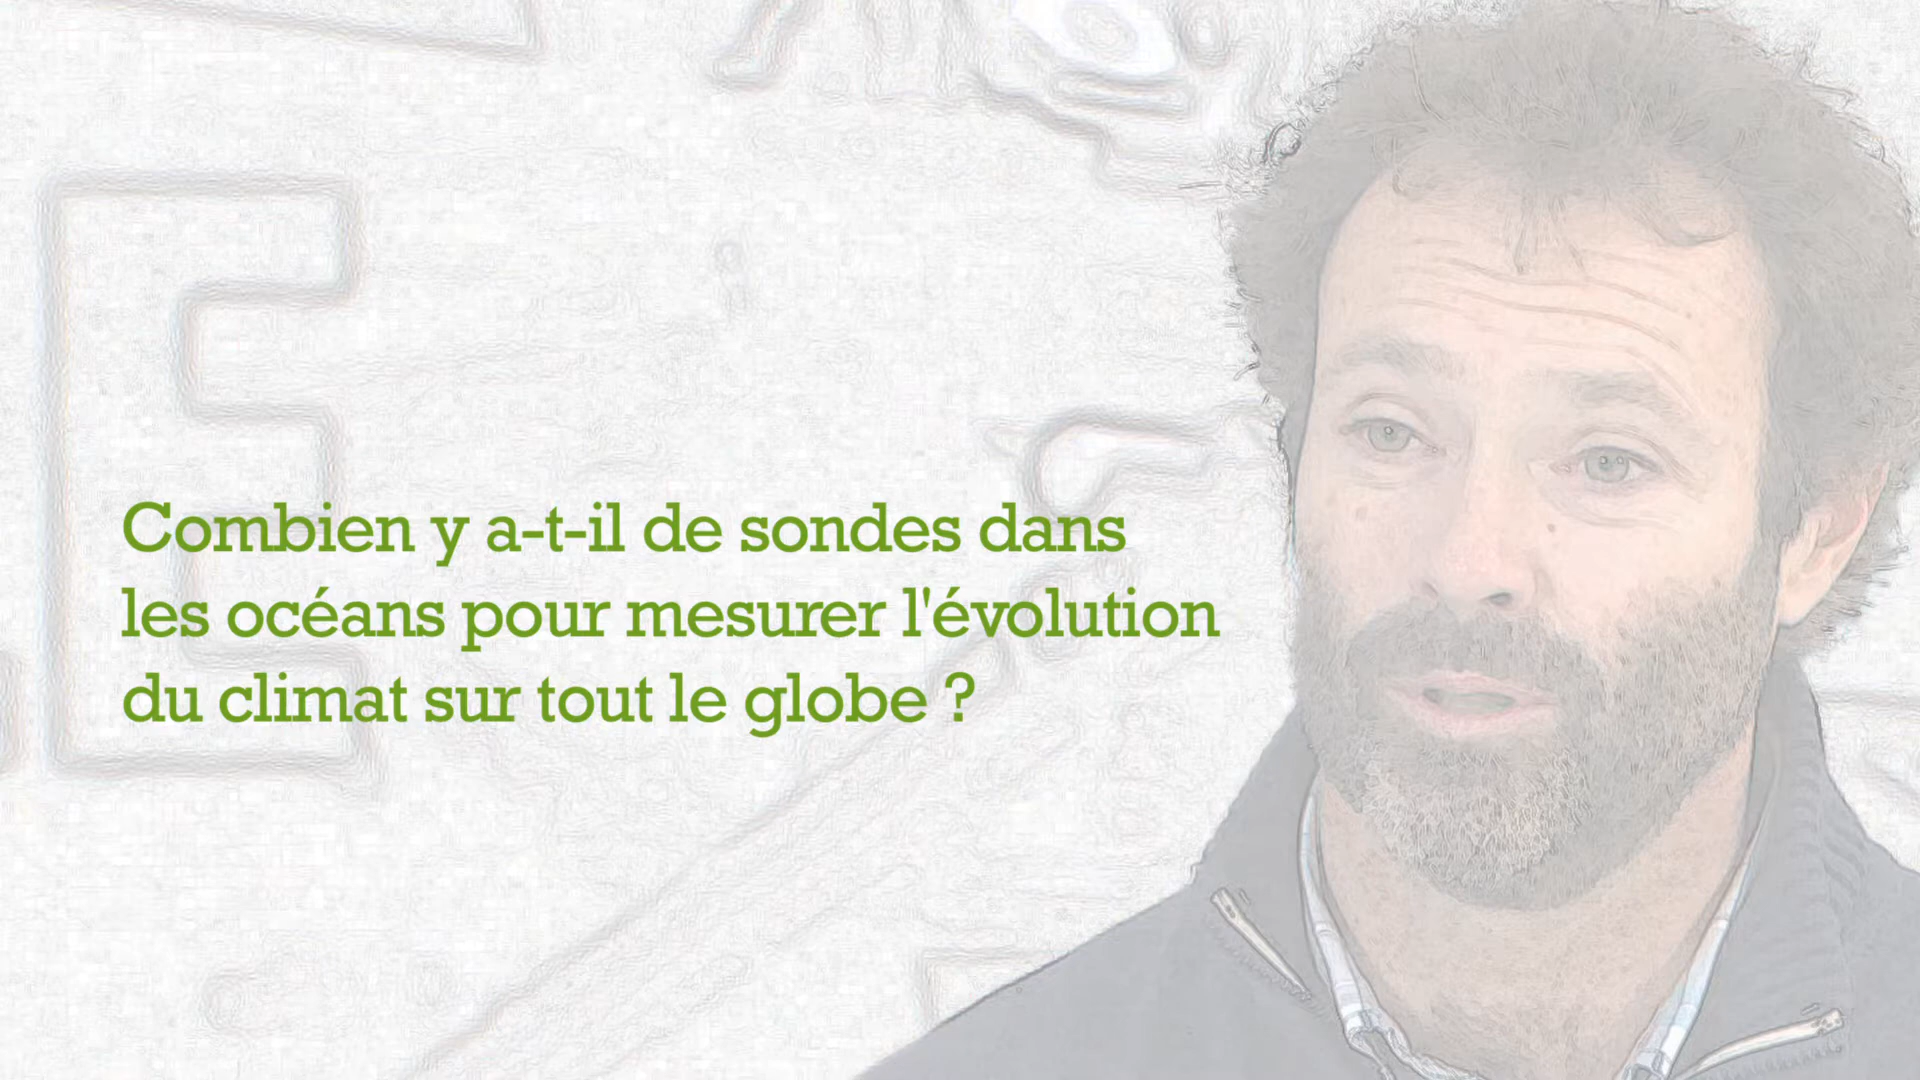 Combien y a-t-il de sondes dans
les océans pour mesurer l'évolution
du climat sur tout le globe ?